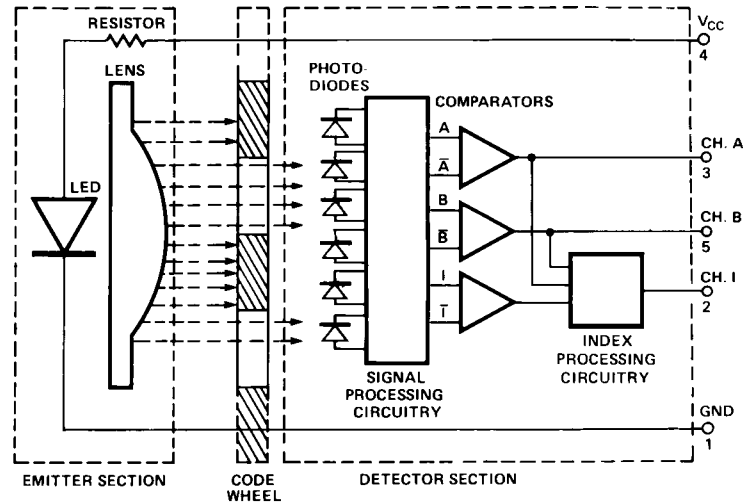 RESISTOR
VCC
4
LENS
PHOTO-
DIODES
COMPARATORS
A
A̅
CH. A
3
LED
B
B̅
CH. B
5
I
I̅
CH. I
2
INDEX
PROCESSING
CIRCUITRY
SIGNAL
PROCESSING
CIRCUITRY
GND
1
EMITTER SECTION
CODE
WHEEL
DETECTOR SECTION